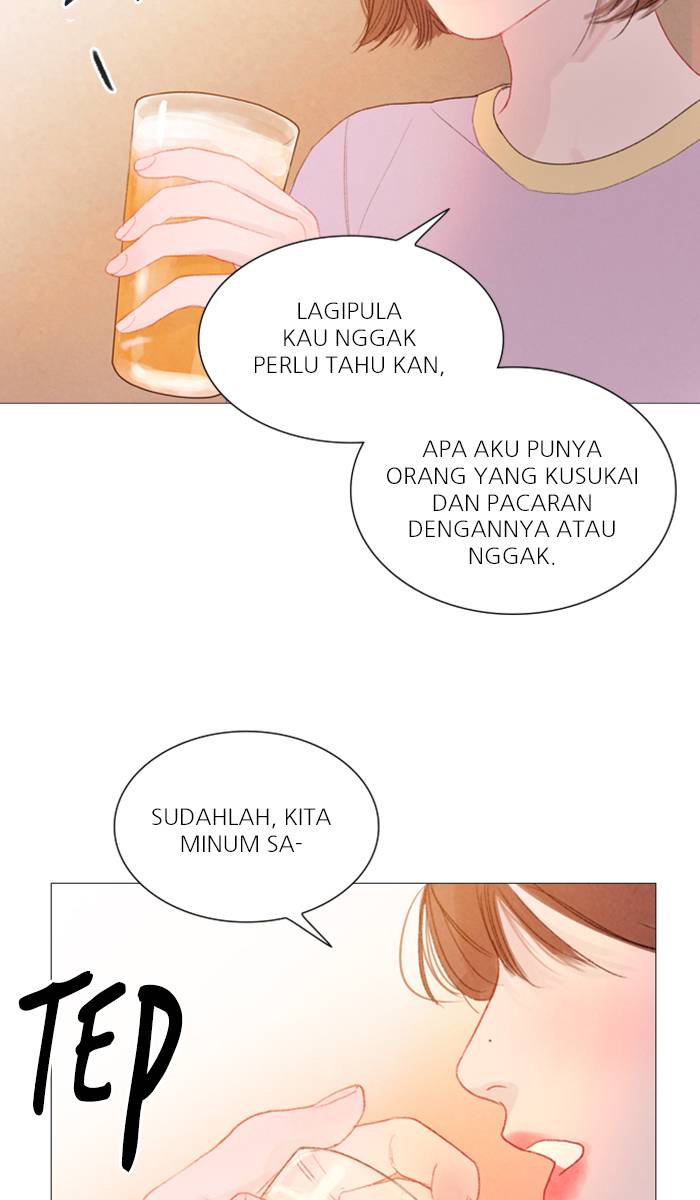 LAGIPULA
KAU NGGAK
PERLU TAHU KAN,
APA AKU PUNYA
ORANG YANG KUSUKAI
DAN PACARAN
DENGANNYA ATAU
NGGAK.
SUDAHLAH, KITA
MINUM SA-
TEP